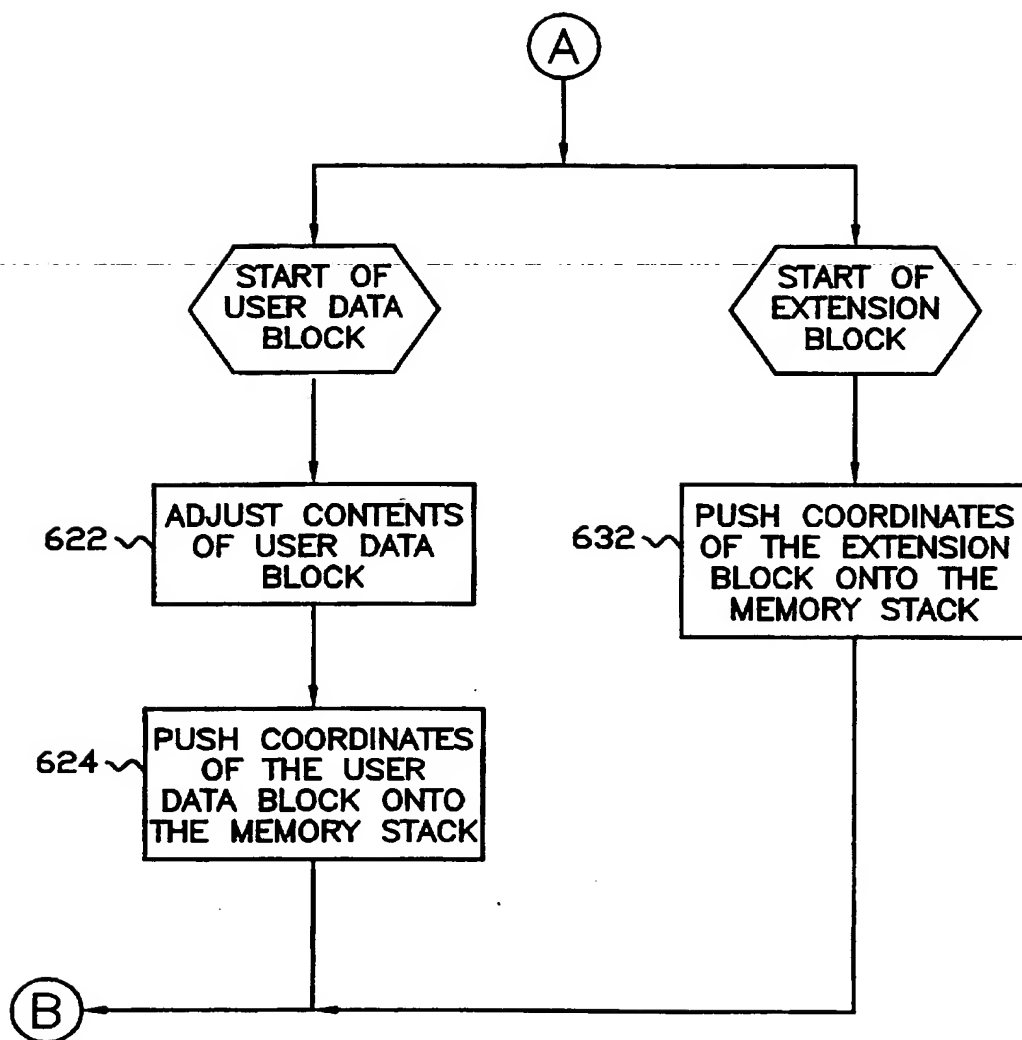 A
START OF
USER DATA
BLOCK
START OF
EXTENSION
BLOCK
622
ADJUST CONTENTS
OF USER DATA
BLOCK
632
PUSH COORDINATES
OF THE EXTENSION
BLOCK ONTO THE
MEMORY STACK
624
PUSH COORDINATES
OF THE USER
DATA BLOCK ONTO
THE MEMORY STACK
B